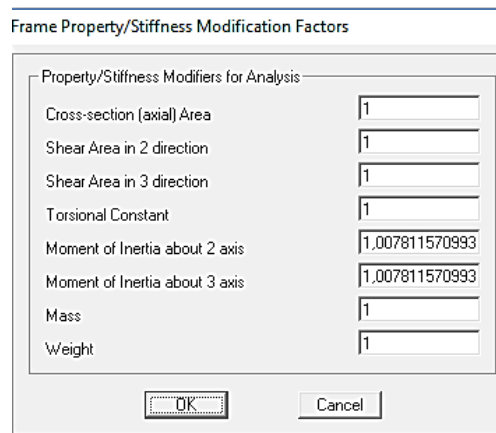 Frame Property/Stiffness Modification Factors
Property/Stiffness Modifiers for Analysis
Cross-section (axial) Area 1
Shear Area in 2 direction 1
Shear Area in 3 direction 1
Torsional Constant 1
Moment of Inertia about 2 axis 1,007811570993
Moment of Inertia about 3 axis 1,007811570993
Mass 1
Weight 1
OK Cancel